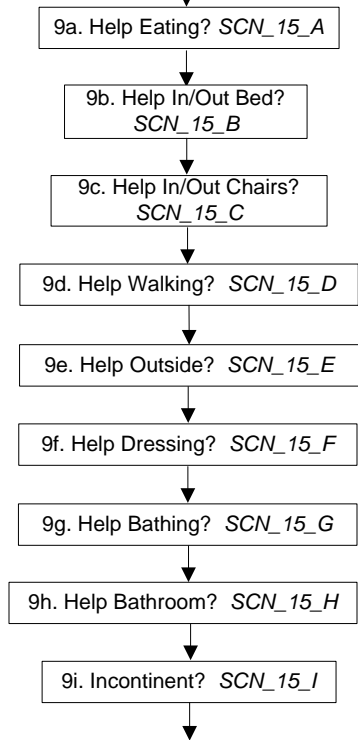 9a. Help Eating? SCN_15_A
9b. Help In/Out Bed?
SCN_15_B
9c. Help In/Out Chairs?
SCN_15_C
9d. Help Walking? SCN_15_D
9e. Help Outside? SCN_15_E
9f. Help Dressing? SCN_15_F
9g. Help Bathing? SCN_15_G
9h. Help Bathroom? SCN_15_H
9i. Incontinent? SCN_15_I